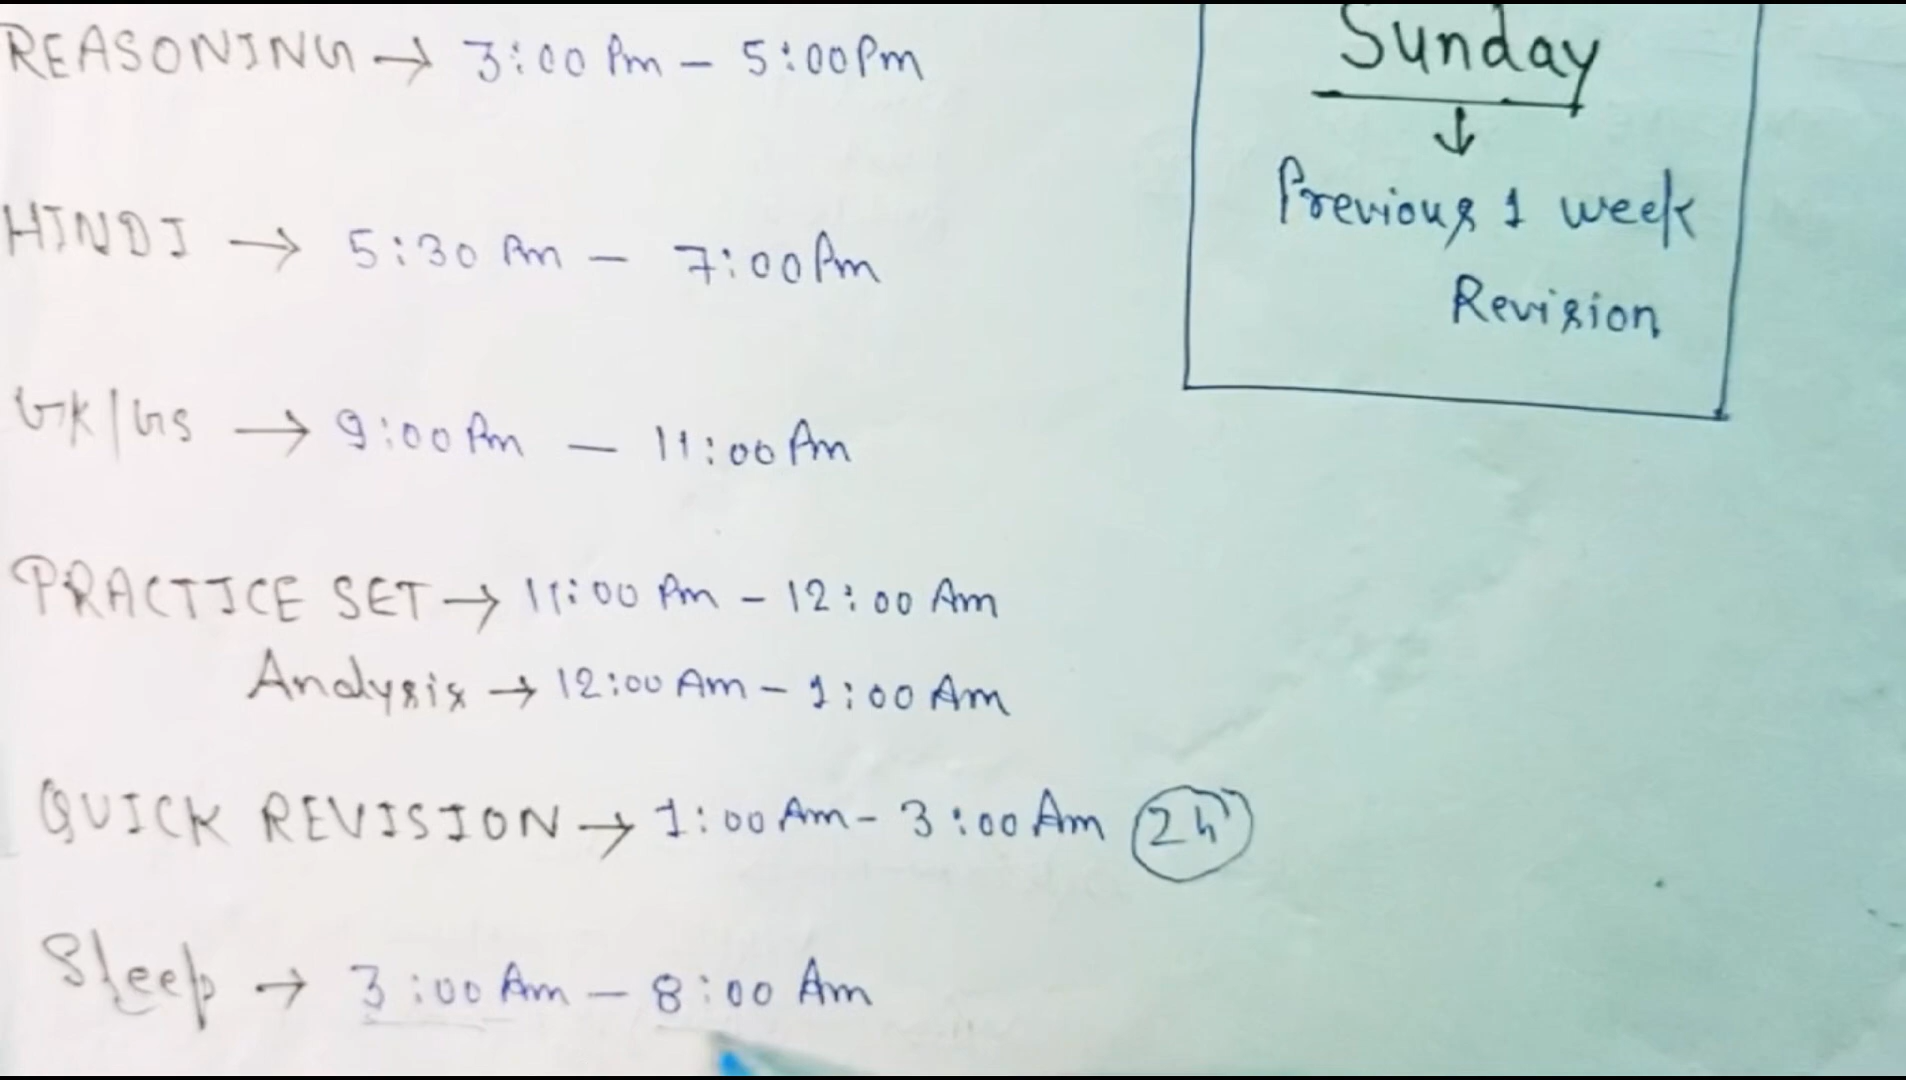 REASONING → 3:00 Pm – 5:00 Pm
HINDI → 5:30 Pm – 7:00 Pm
GK/GS → 9:00 Pm – 11:00 Pm
PRACTICE SET → 11:00 Pm – 12:00 Am
Analysis → 12:00 Am – 1:00 Am
QUICK REVISION → 1:00 Am – 3:00 Am 2h
Sleep → 3:00 Am – 8:00 Am
Sunday
↓
Previous 1 week
Revision